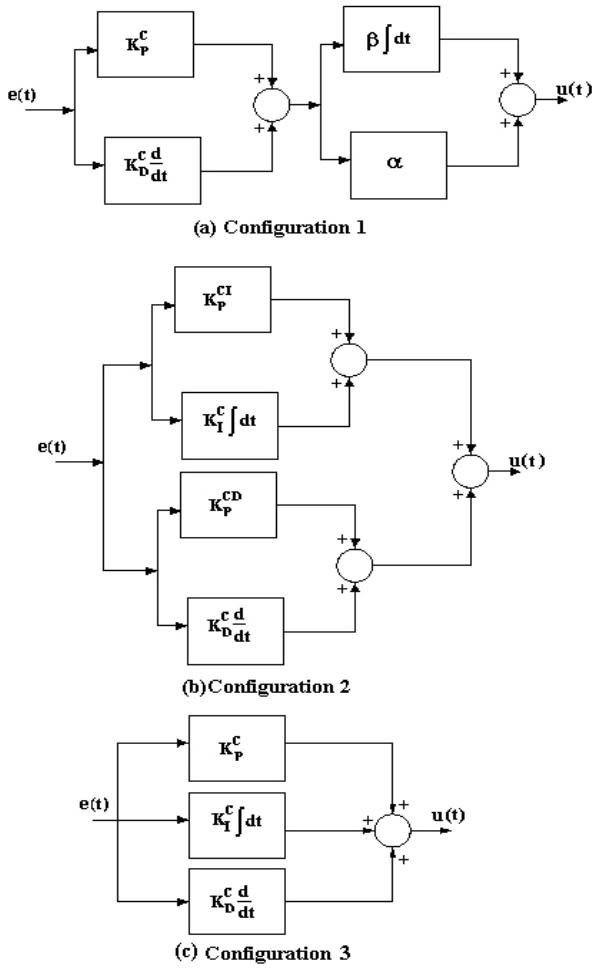 K_P^C
β ∫ dt
e(t)
+
+
u(t)
+
+
K_D^C d/dt
α
(a) Configuration 1
K_P^CI
+
+
K_I^C ∫ dt
e(t)
+
u(t)
+
K_P^CD
+
+
K_D^C d/dt
(b)Configuration 2
K_P^C
e(t)
K_I^C ∫ dt
+
+
u(t)
+
K_D^C d/dt
(c) Configuration 3